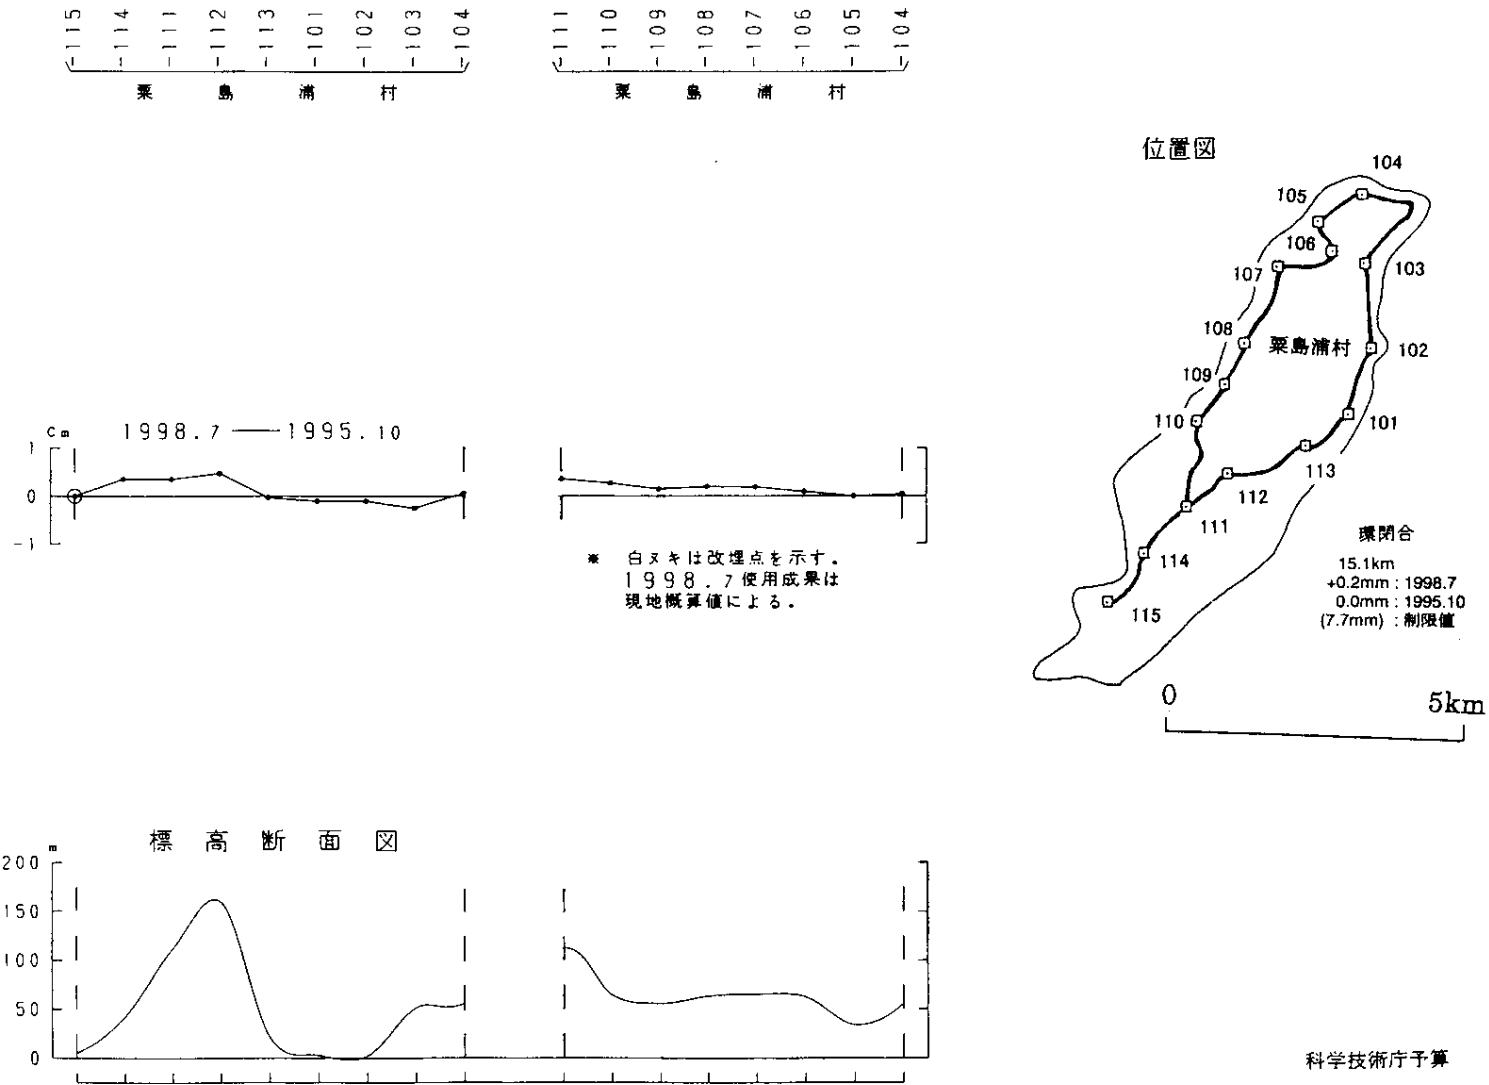 115 114 111 112 113 101 102 103 104
粟島浦村
111 110 109 108 107 106 105 104
粟島浦村
位置図
104
105
106
103
107
108
粟島浦村
102
109
110
101
113
112
111
114
115
環閉合
15.1km
+0.2mm : 1998.7
0.0mm : 1995.10
(7.7mm) : 制限値
0 5km
cm
1998.7 — 1995.10
1
0
-1
※ 白ヌキは改埋点を示す。
1998.7使用成果は
現地概算値による。
標高断面図
m
200
150
100
50
0
科学技術庁予算